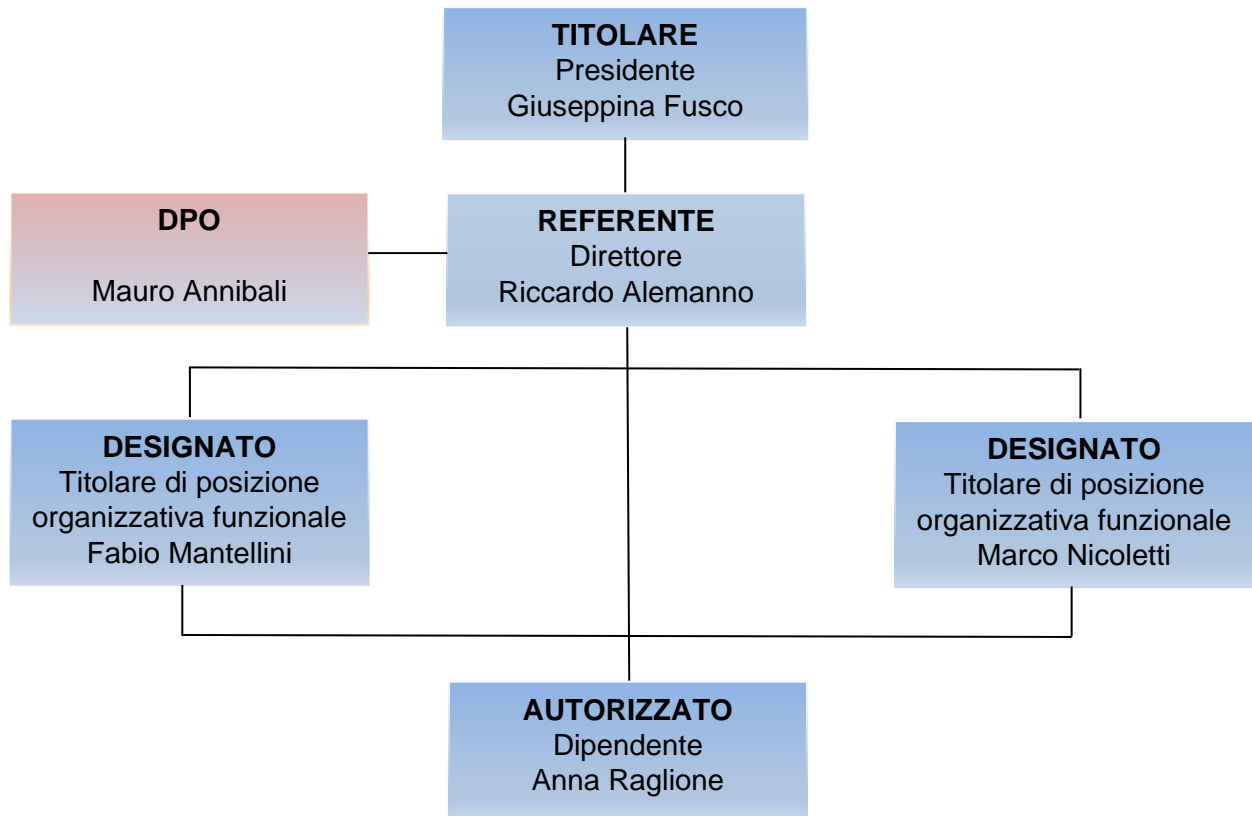 TITOLARE
Presidente
Giuseppina Fusco
DPO
Mauro Annibali
REFERENTE
Direttore
Riccardo Alemanno
DESIGNATO
Titolare di posizione
organizzativa funzionale
Fabio Mantellini
DESIGNATO
Titolare di posizione
organizzativa funzionale
Marco Nicoletti
AUTORIZZATO
Dipendente
Anna Raglione